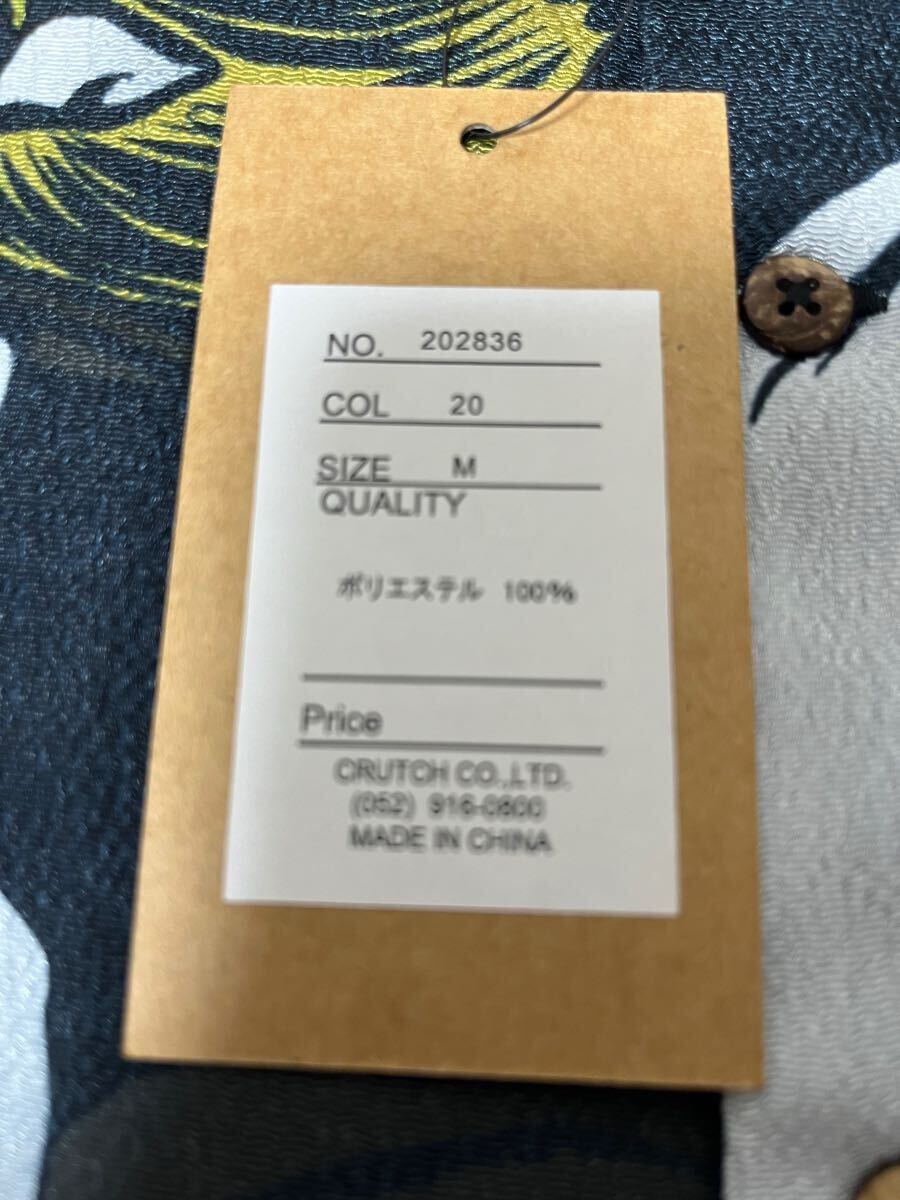 NO. 202836
COL 20
SIZE M
QUALITY
ポリエステル 100%
Price
CRUTCH CO.,LTD.
(052) 916-0800
MADE IN CHINA